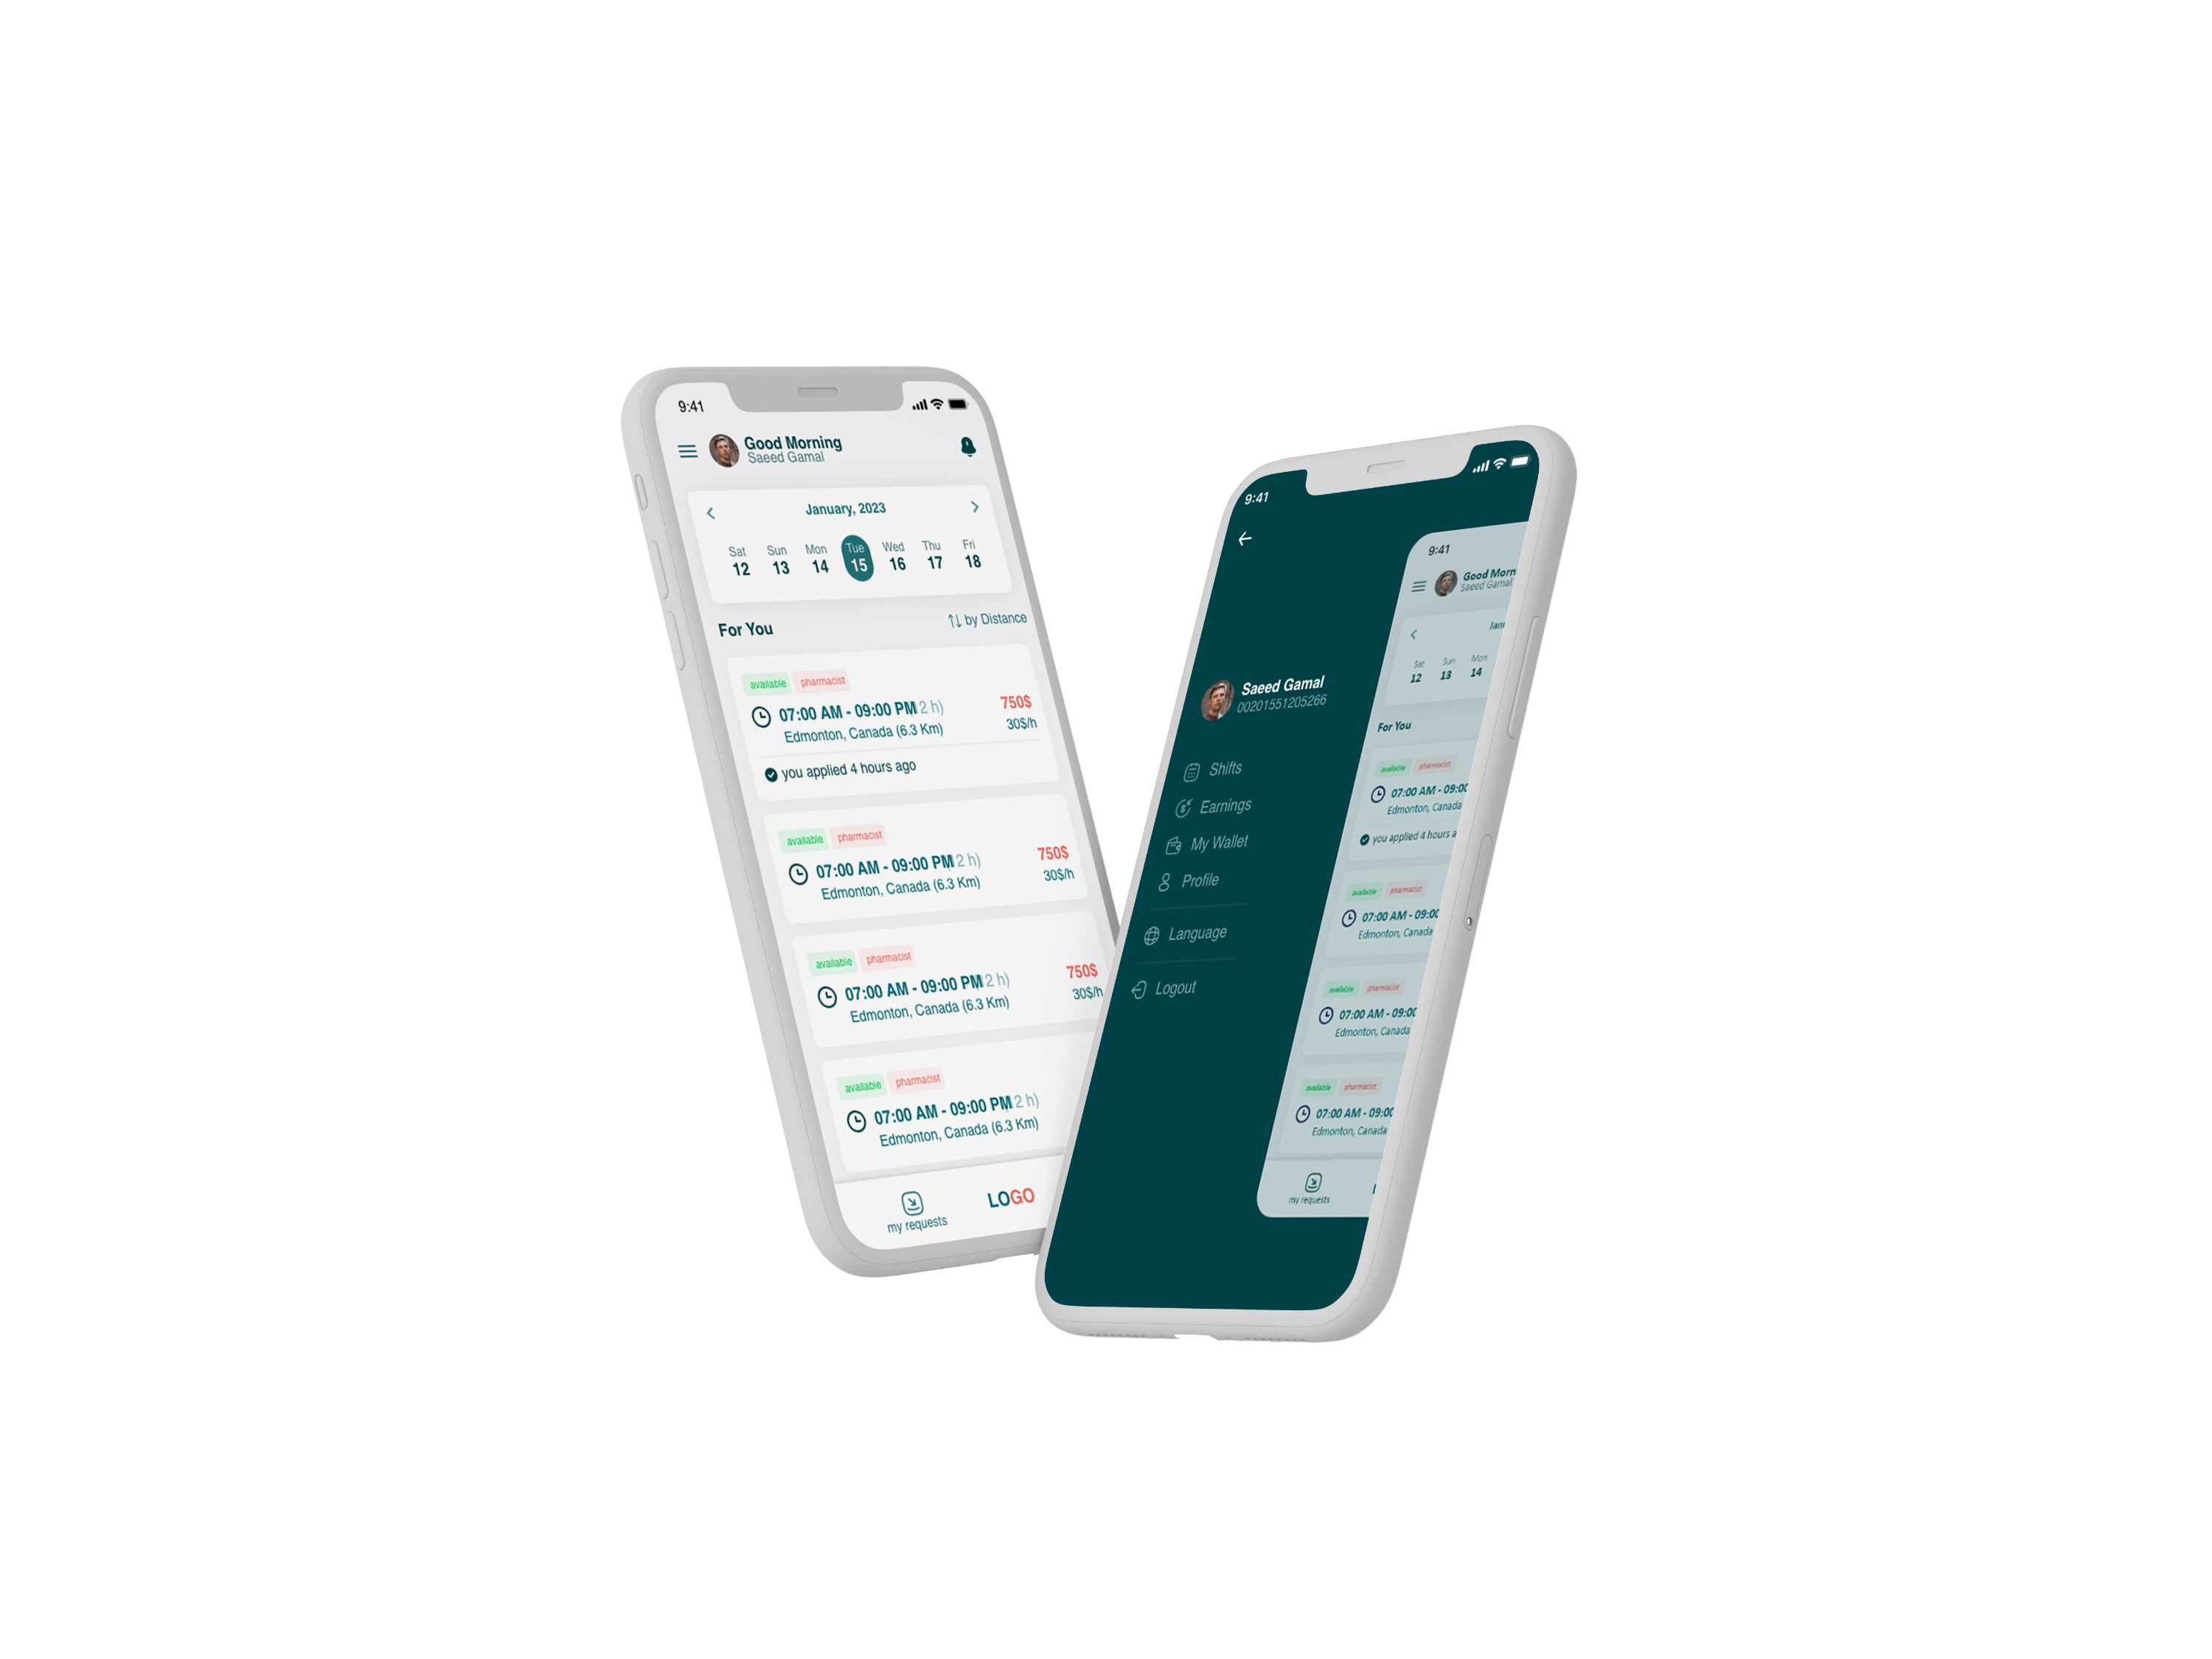 9:41
Good Morning
Saeed Gamal
January, 2023
Sat Sun Mon Tue Wed Thu Fri
12 13 14 15 16 17 18
For You
by Distance
available pharmacist
07:00 AM - 09:00 PM 2 h)
750$
Edmonton, Canada (6.3 Km)
30$/h
you applied 4 hours ago
available pharmacist
07:00 AM - 09:00 PM 2 h)
750$
Edmonton, Canada (6.3 Km)
30$/h
available pharmacist
07:00 AM - 09:00 PM 2 h)
750$
Edmonton, Canada (6.3 Km)
30$/h
available pharmacist
07:00 AM - 09:00 PM 2 h)
Edmonton, Canada (6.3 Km)
my requests
LOGO
9:41
Saeed Gamal
00201551205266
Shifts
Earnings
My Wallet
Profile
Language
Logout
9:41
Good Morn
Saeed Gamal
Jan
Sat Sun Mon
12 13 14
For You
available pharmacist
07:00 AM - 09:00
Edmonton, Canada
you applied 4 hours a
available pharmacist
07:00 AM - 09:00
Edmonton, Canada
available pharmacist
07:00 AM - 09:00
Edmonton, Canada
available pharmacist
07:00 AM - 09:00
Edmonton, Canada
my requests